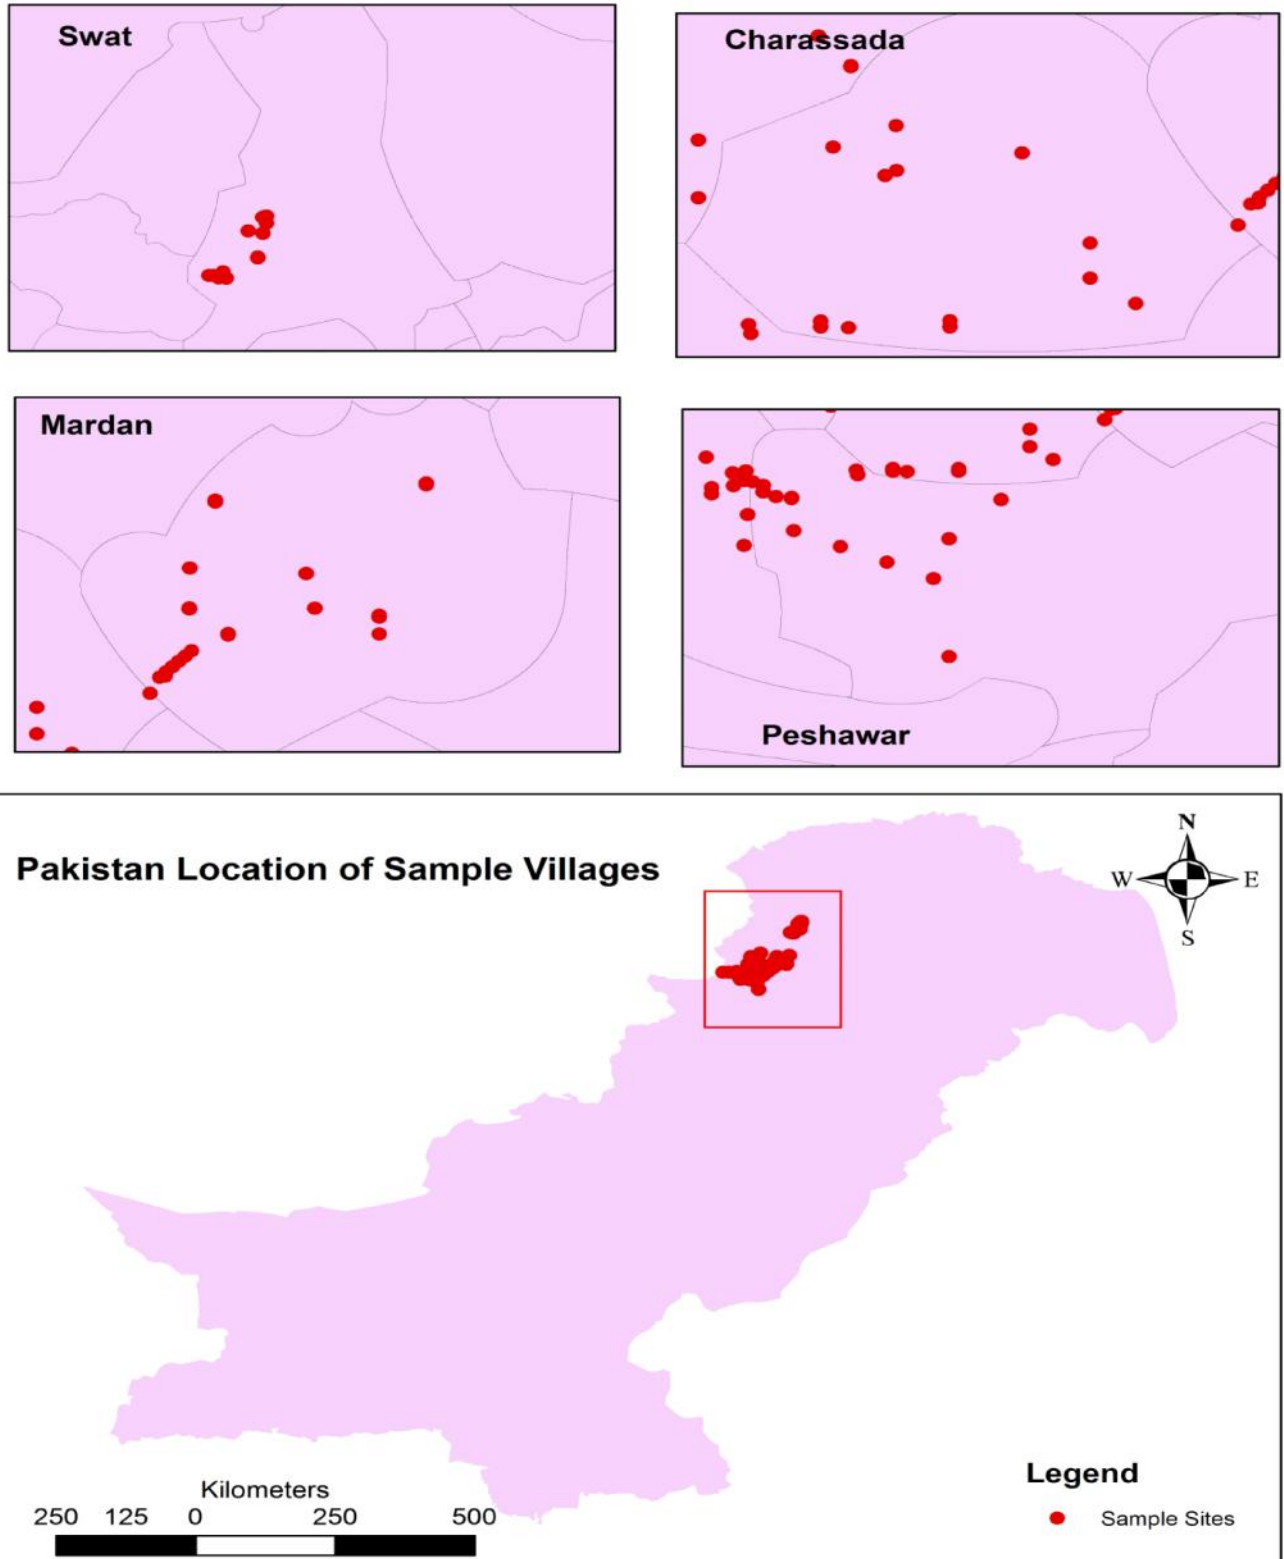 Swat
Charassada
Mardan
Peshawar
Pakistan Location of Sample Villages
N
W E
S
Kilometers
250 125 0 250 500
Legend
Sample Sites